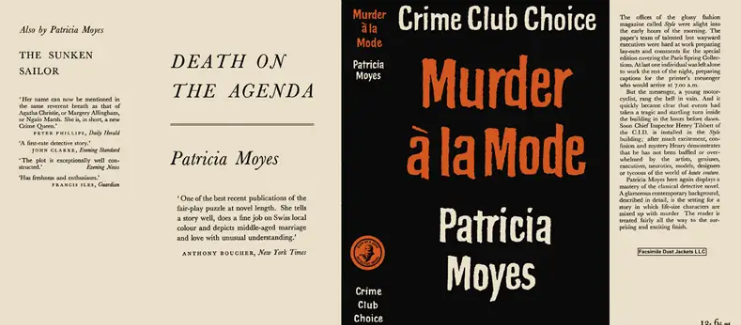 Also by Patricia Moyes
THE SUNKEN
SAILOR
'Her name can now be mentioned in
the same reverent breath as that of
Agatha Christie, or Margery Allingham,
or Ngaio Marsh. She is, in short, a new
Crime Queen.'
PETER PHILLIPS, Daily Herald
'A first-rate detective story.'
JOHN CLARKE, Evening Standard
'The plot is exceptionally well con-
structed.' Evening News
'Has freshness and enthusiasm.'
FRANCIS ILES, Guardian
DEATH ON
THE AGENDA
Patricia Moyes
'One of the best recent publications of the
fair-play puzzle at novel length. She tells
a story well, does a fine job on Swiss local
colour and depicts middle-aged marriage
and love with unusual understanding.'
ANTHONY BOUCHER, New York Times
Murder
à la
Mode
Patricia
Moyes
Crime
Club
Choice
Crime Club Choice
Murder
à la Mode
Patricia
Moyes
The offices of the glossy fashion
magazine called Style were alight into
the early hours of the morning. The
paper's team of talented but wayward
executives were hard at work preparing
lay-outs and comments for the special
edition covering the Paris Spring Collec-
tions. At last one individual was left alone
to work the rest of the night, preparing
captions for the printer's messenger
who would arrive at 7.00 a.m.
But the messenger, a young motor-
cyclist, rang the bell in vain. And it
quickly became clear that events had
taken a tragic and startling turn inside
the building in the hours before dawn.
Soon Chief Inspector Henry Tibbett of
the C.I.D. is installed in the Style
building; after much excitement, con-
fusion and mystery Henry demonstrates
that he has not been baffled or over-
whelmed by the artists, geniuses,
executives, neurotics, models, designers
or tycoons of the world of haute couture.
Patricia Moyes here again displays a
mastery of the classical detective novel.
A glamorous contemporary background,
described in detail, is the setting for a
story in which life-size characters are
mixed up with murder. The reader is
treated fairly all the way to the sur-
prising and exciting finish.
Facsimile Dust Jackets LLC